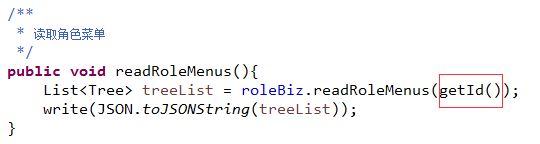 /**
 * 读取角色菜单
 */
public void readRoleMenus(){
    List<Tree> treeList = roleBiz.readRoleMenus(getId());
    write(JSON.toJSONString(treeList));
}